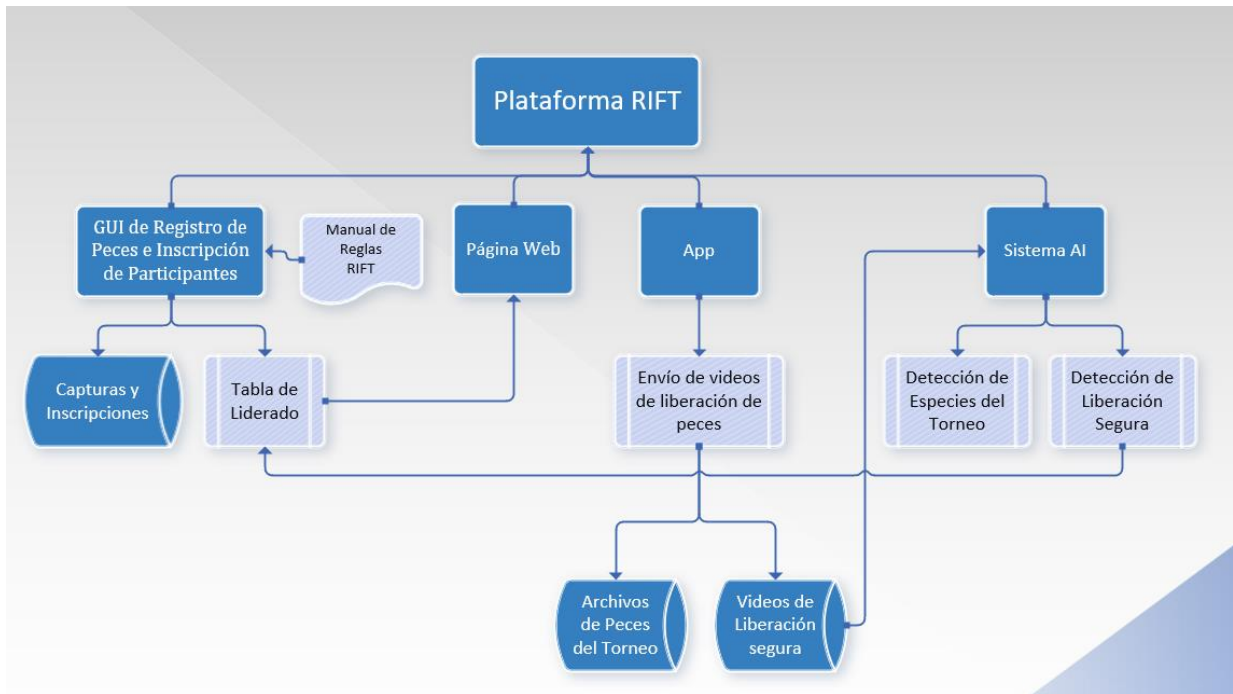 Plataforma RIFT
GUI de Registro de
Peces e Inscripción
de Participantes
Manual de
Reglas
RIFT
Página Web
App
Sistema AI
Capturas y
Inscripciones
Tabla de
Liderado
Envío de videos
de liberación de
peces
Detección de
Especies del
Torneo
Detección de
Liberación
Segura
Archivos
de Peces
del Torneo
Videos de
Liberación
segura